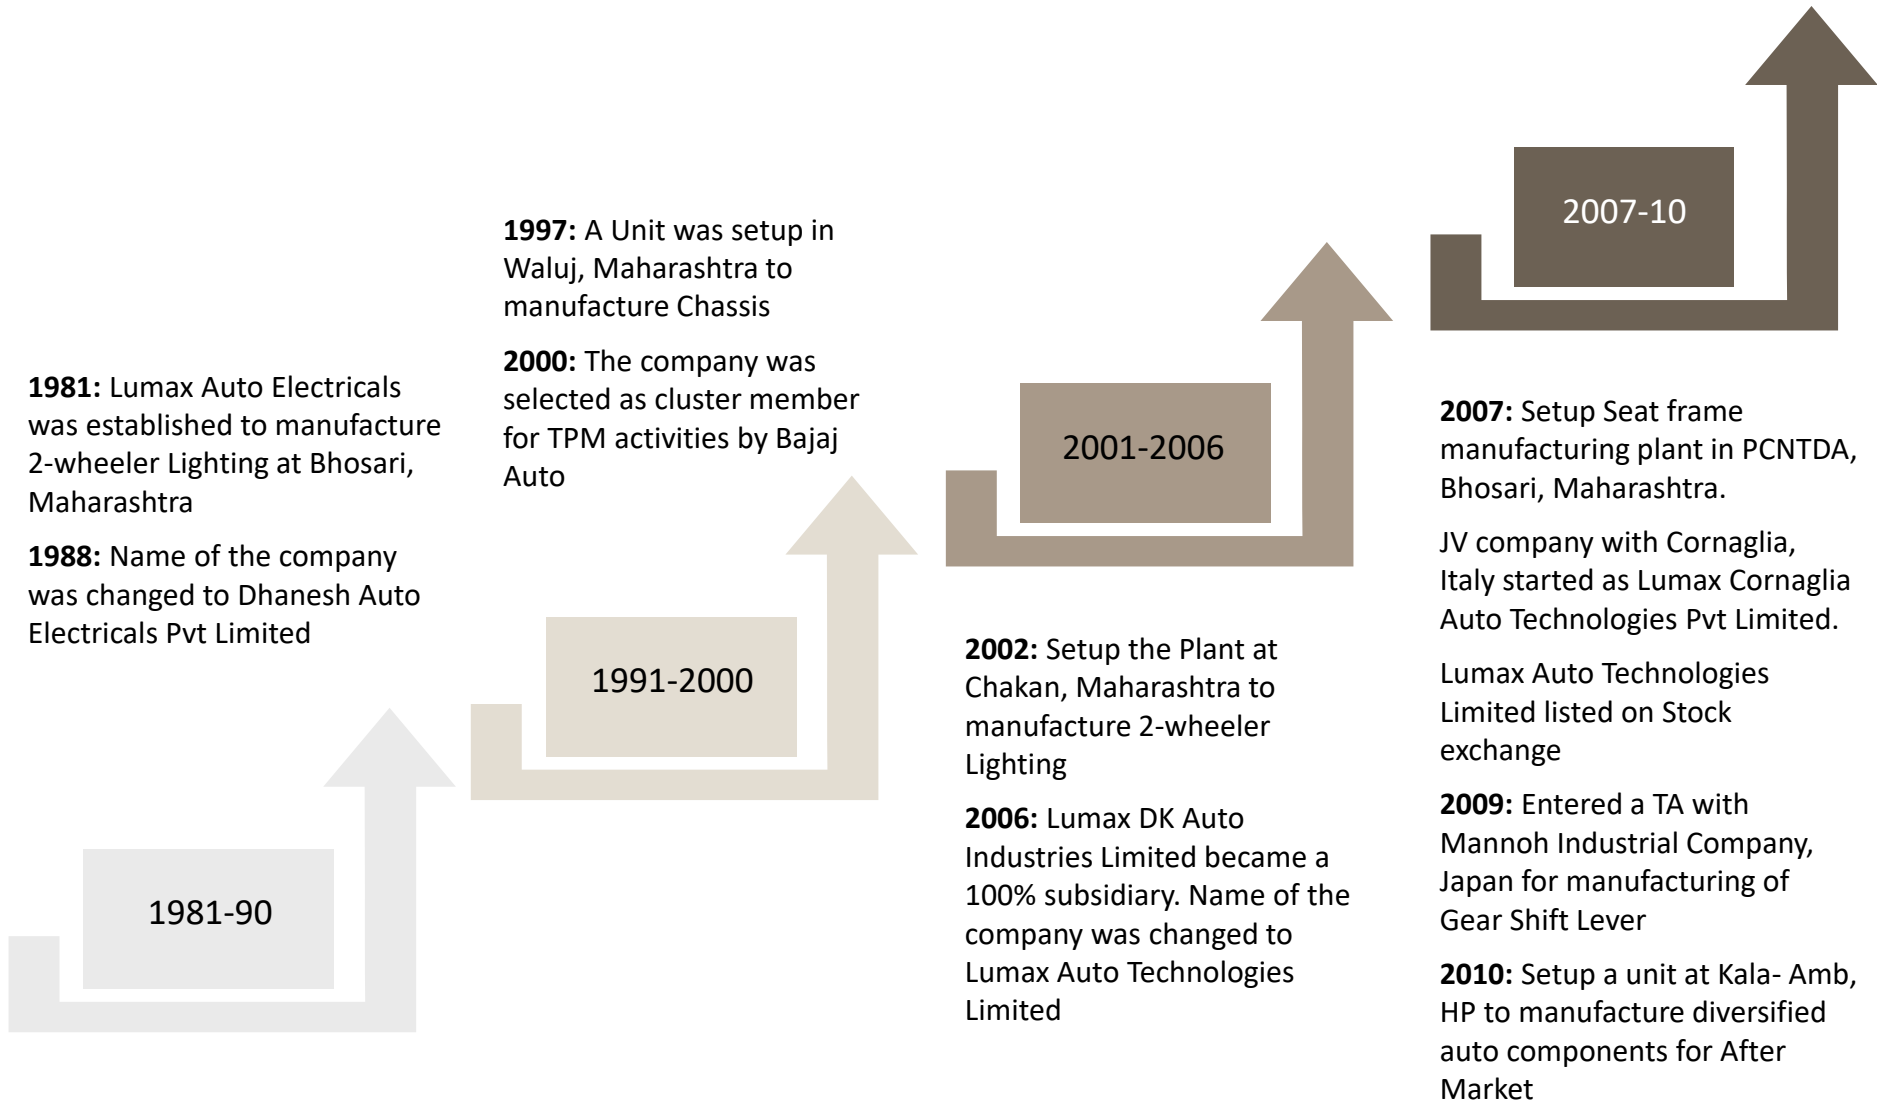 1981: Lumax Auto Electricals
was established to manufacture
2-wheeler Lighting at Bhosari,
Maharashtra
1988: Name of the company
was changed to Dhanesh Auto
Electricals Pvt Limited
1981-90
1997: A Unit was setup in
Waluj, Maharashtra to
manufacture Chassis
2000: The company was
selected as cluster member
for TPM activities by Bajaj
Auto
1991-2000
2001-2006
2002: Setup the Plant at
Chakan, Maharashtra to
manufacture 2-wheeler
Lighting
2006: Lumax DK Auto
Industries Limited became a
100% subsidiary. Name of the
company was changed to
Lumax Auto Technologies
Limited
2007-10
2007: Setup Seat frame
manufacturing plant in PCNTDA,
Bhosari, Maharashtra.
JV company with Cornaglia,
Italy started as Lumax Cornaglia
Auto Technologies Pvt Limited.
Lumax Auto Technologies
Limited listed on Stock
exchange
2009: Entered a TA with
Mannoh Industrial Company,
Japan for manufacturing of
Gear Shift Lever
2010: Setup a unit at Kala- Amb,
HP to manufacture diversified
auto components for After
Market